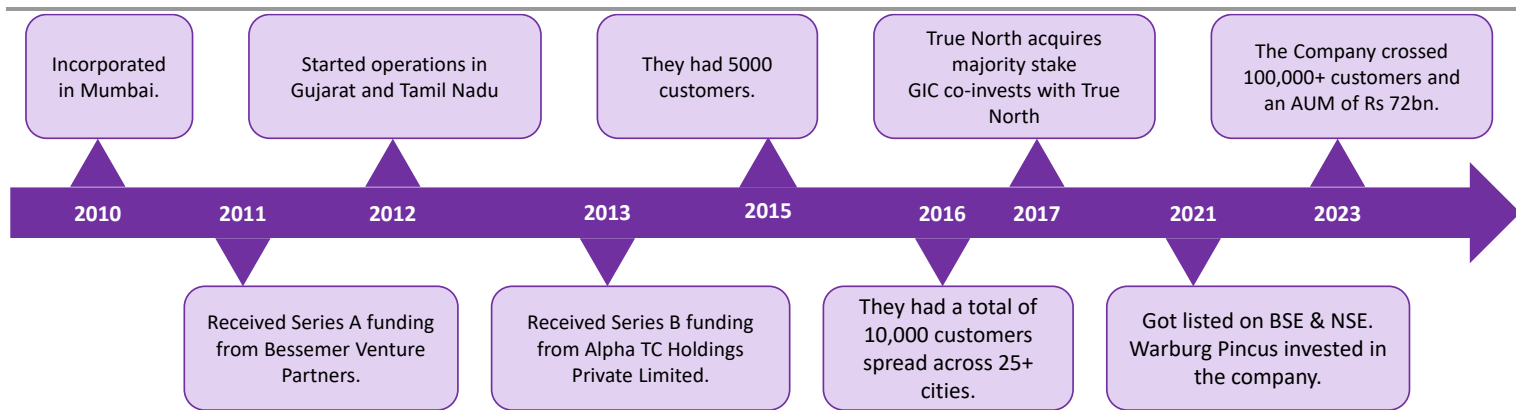 Incorporated
in Mumbai.
Started operations in
Gujarat and Tamil Nadu
They had 5000
customers.
True North acquires
majority stake
GIC co-invests with True
North
The Company crossed
100,000+ customers and
an AUM of Rs 72bn.
2010
2011
2012
2013
2015
2016
2017
2021
2023
Received Series A funding
from Bessemer Venture
Partners.
Received Series B funding
from Alpha TC Holdings
Private Limited.
They had a total of
10,000 customers
spread across 25+
cities.
Got listed on BSE & NSE.
Warburg Pincus invested in
the company.